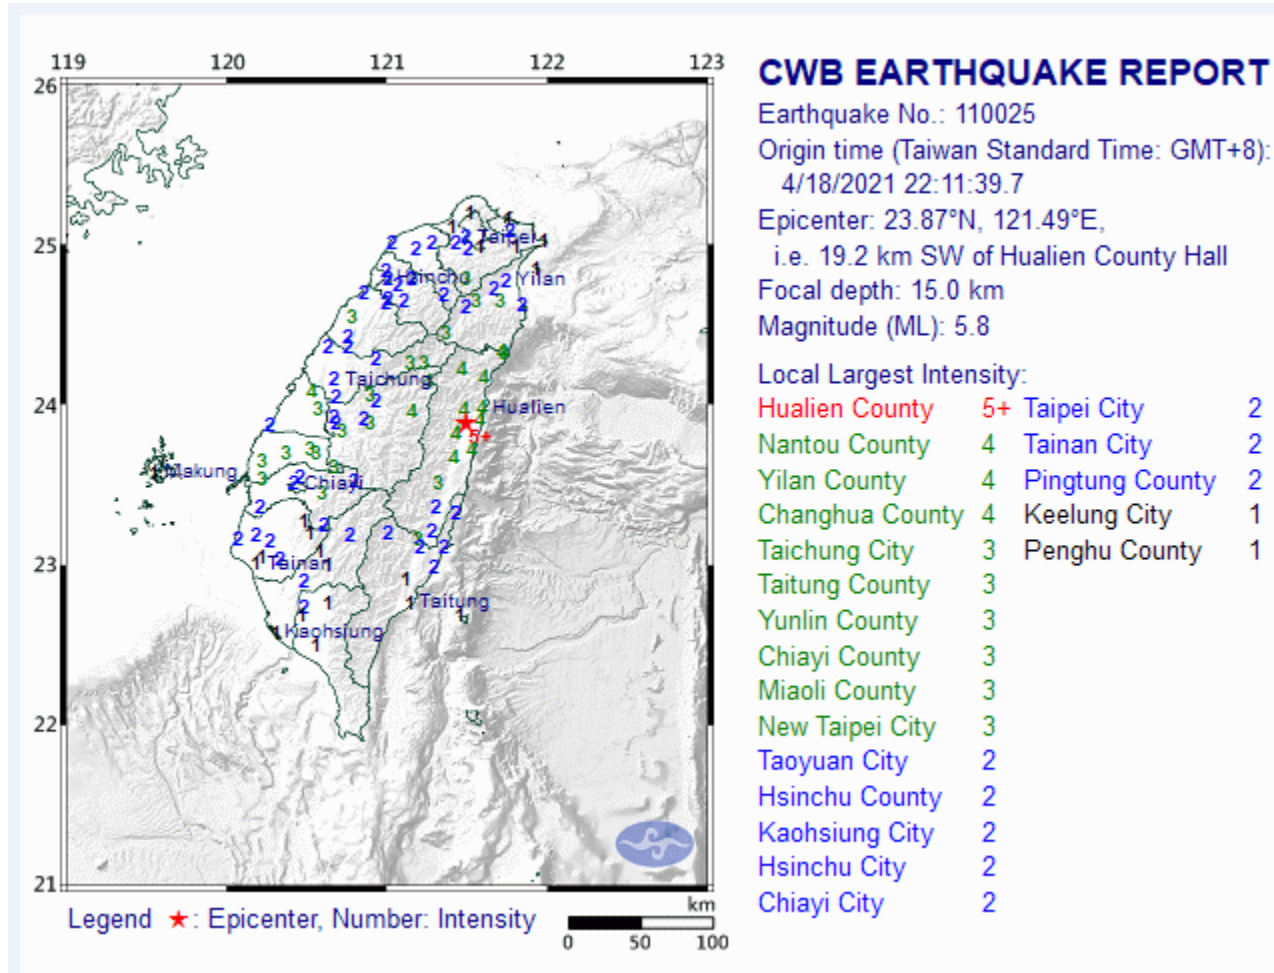 119 120 121 122 123
26
25
24
23
22
21
Taipei
Hsinchu
Yilan
Taichung
Hualien
5+
Makung
Chiayi
Tainan
Taitung
Kaohsiung
Legend ★: Epicenter, Number: Intensity
km
0 50 100
CWB EARTHQUAKE REPORT
Earthquake No.: 110025
Origin time (Taiwan Standard Time: GMT+8):
4/18/2021 22:11:39.7
Epicenter: 23.87°N, 121.49°E,
i.e. 19.2 km SW of Hualien County Hall
Focal depth: 15.0 km
Magnitude (ML): 5.8
Local Largest Intensity:
Hualien County 5+ Taipei City 2
Nantou County 4 Tainan City 2
Yilan County 4 Pingtung County 2
Changhua County 4 Keelung City 1
Taichung City 3 Penghu County 1
Taitung County 3
Yunlin County 3
Chiayi County 3
Miaoli County 3
New Taipei City 3
Taoyuan City 2
Hsinchu County 2
Kaohsiung City 2
Hsinchu City 2
Chiayi City 2